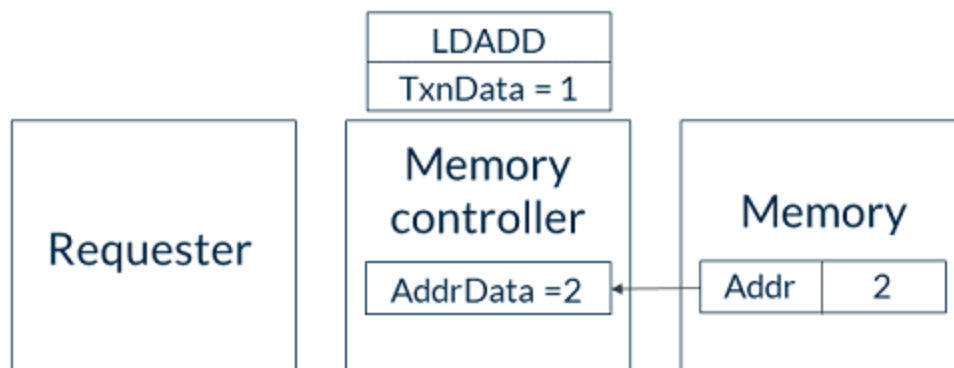 LDADD
TxnData = 1
Requester
Memory
controller
AddrData =2
Memory
Addr
2